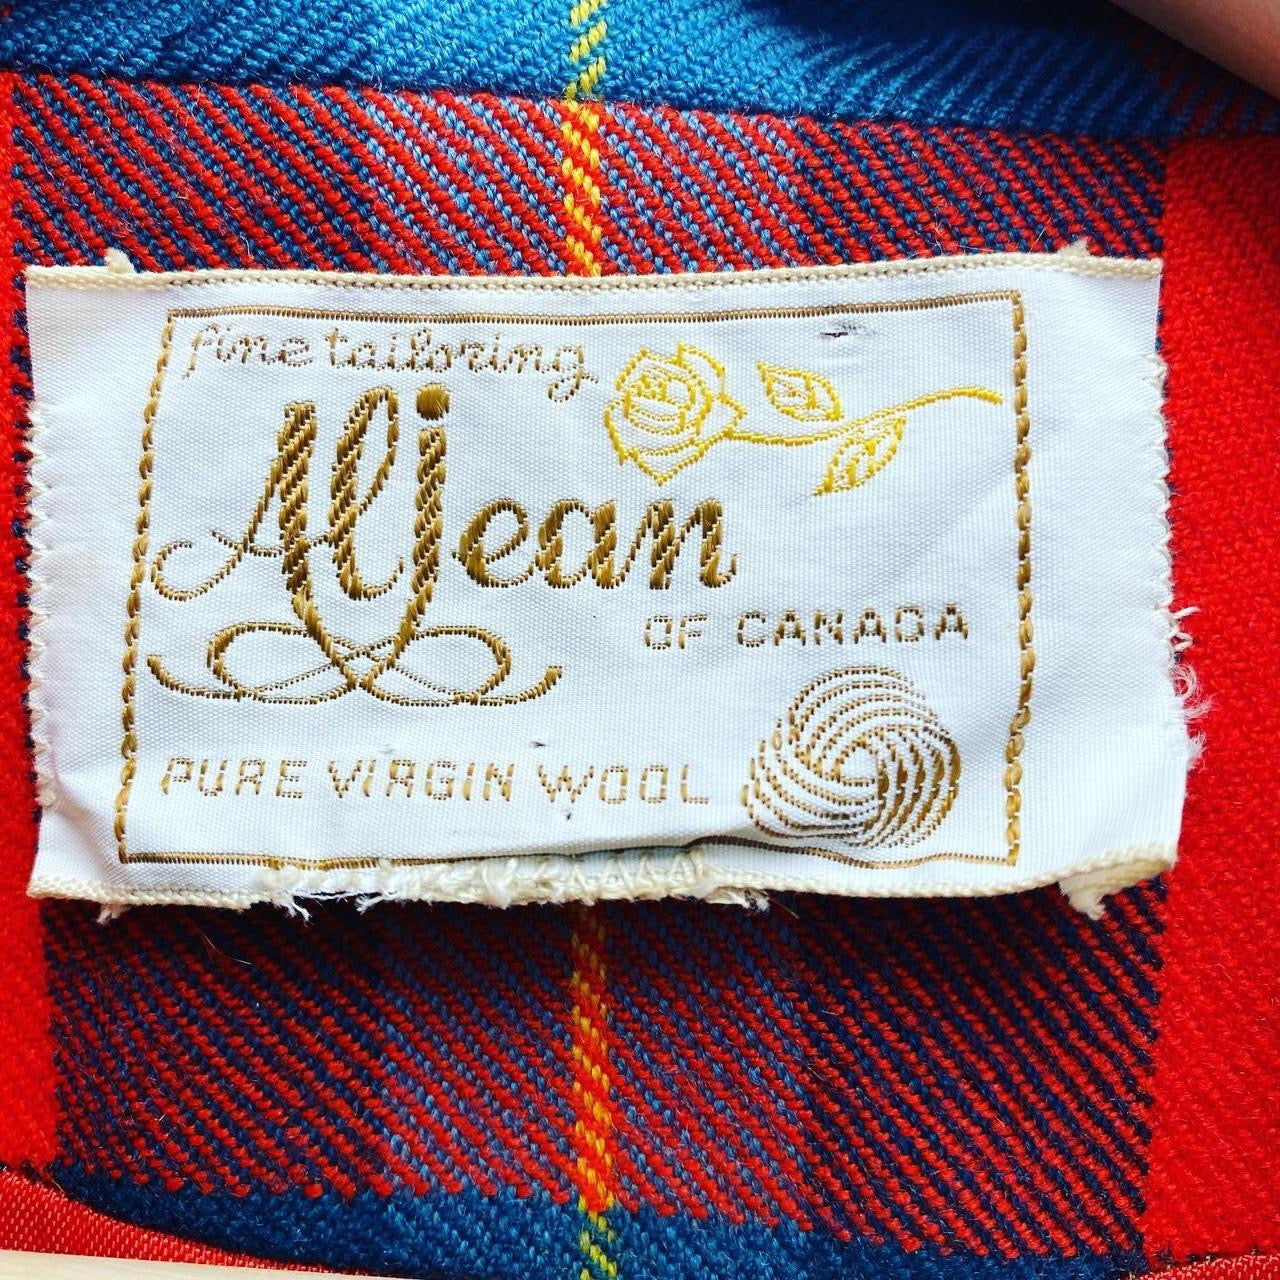 fine tailoring
Aljean
OF CANADA
PURE VIRGIN WOOL